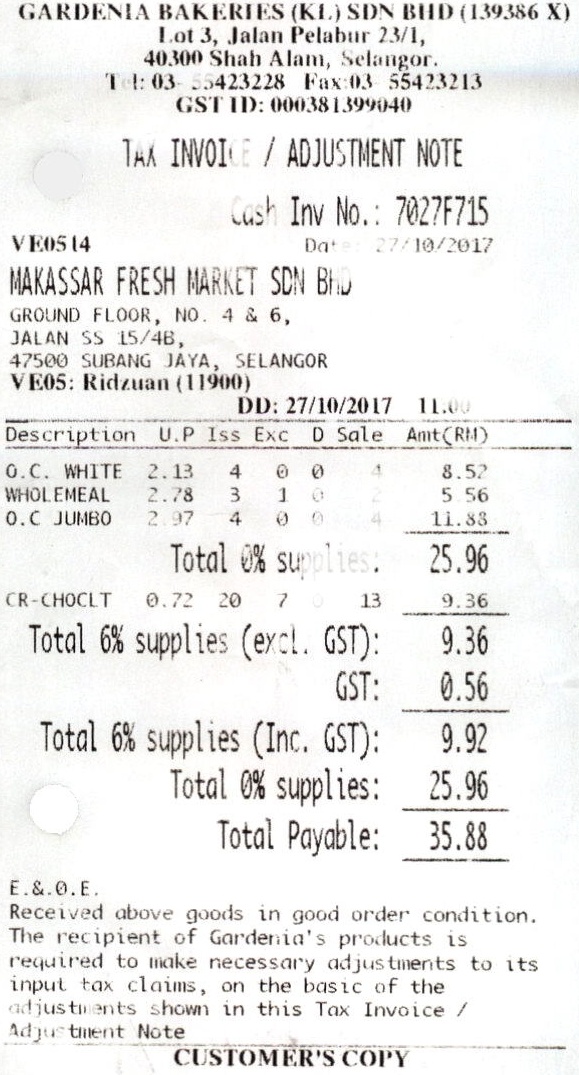 GARDENIA BAKERIES (KL) SDN BHD (139386 X)
Lot 3, Jalan Pelabur 23/1,
40300 Shah Alam, Selangor.
Tel: 03- 55423228 Fax:03- 55423213
GST ID: 000381399040
TAX INVOICE / ADJUSTMENT NOTE
Cash Inv No.: 7027F715
VE0514 Date: 27/10/2017
MAKASSAR FRESH MARKET SDN BHD
GROUND FLOOR, NO. 4 & 6,
JALAN SS 15/4B,
47500 SUBANG JAYA, SELANGOR
VE05: Ridzuan (11900)
DD: 27/10/2017 11.00
Description U.P Iss Exc D Sale Amt(RM)
O.C. WHITE 2.13 4 0 0 4 8.52
WHOLEMEAL 2.78 3 1 0 2 5.56
O.C JUMBO 2.97 4 0 0 4 11.88
Total 0% supplies: 25.96
CR-CHOCLT 0.72 20 7 0 13 9.36
Total 6% supplies (excl. GST): 9.36
GST: 0.56
Total 6% supplies (Inc. GST): 9.92
Total 0% supplies: 25.96
Total Payable: 35.88
E.&.O.E.
Received above goods in good order condition.
The recipient of Gardenia's products is
required to make necessary adjustments to its
input tax claims, on the basic of the
adjustments shown in this Tax Invoice /
Adjustment Note
CUSTOMER'S COPY